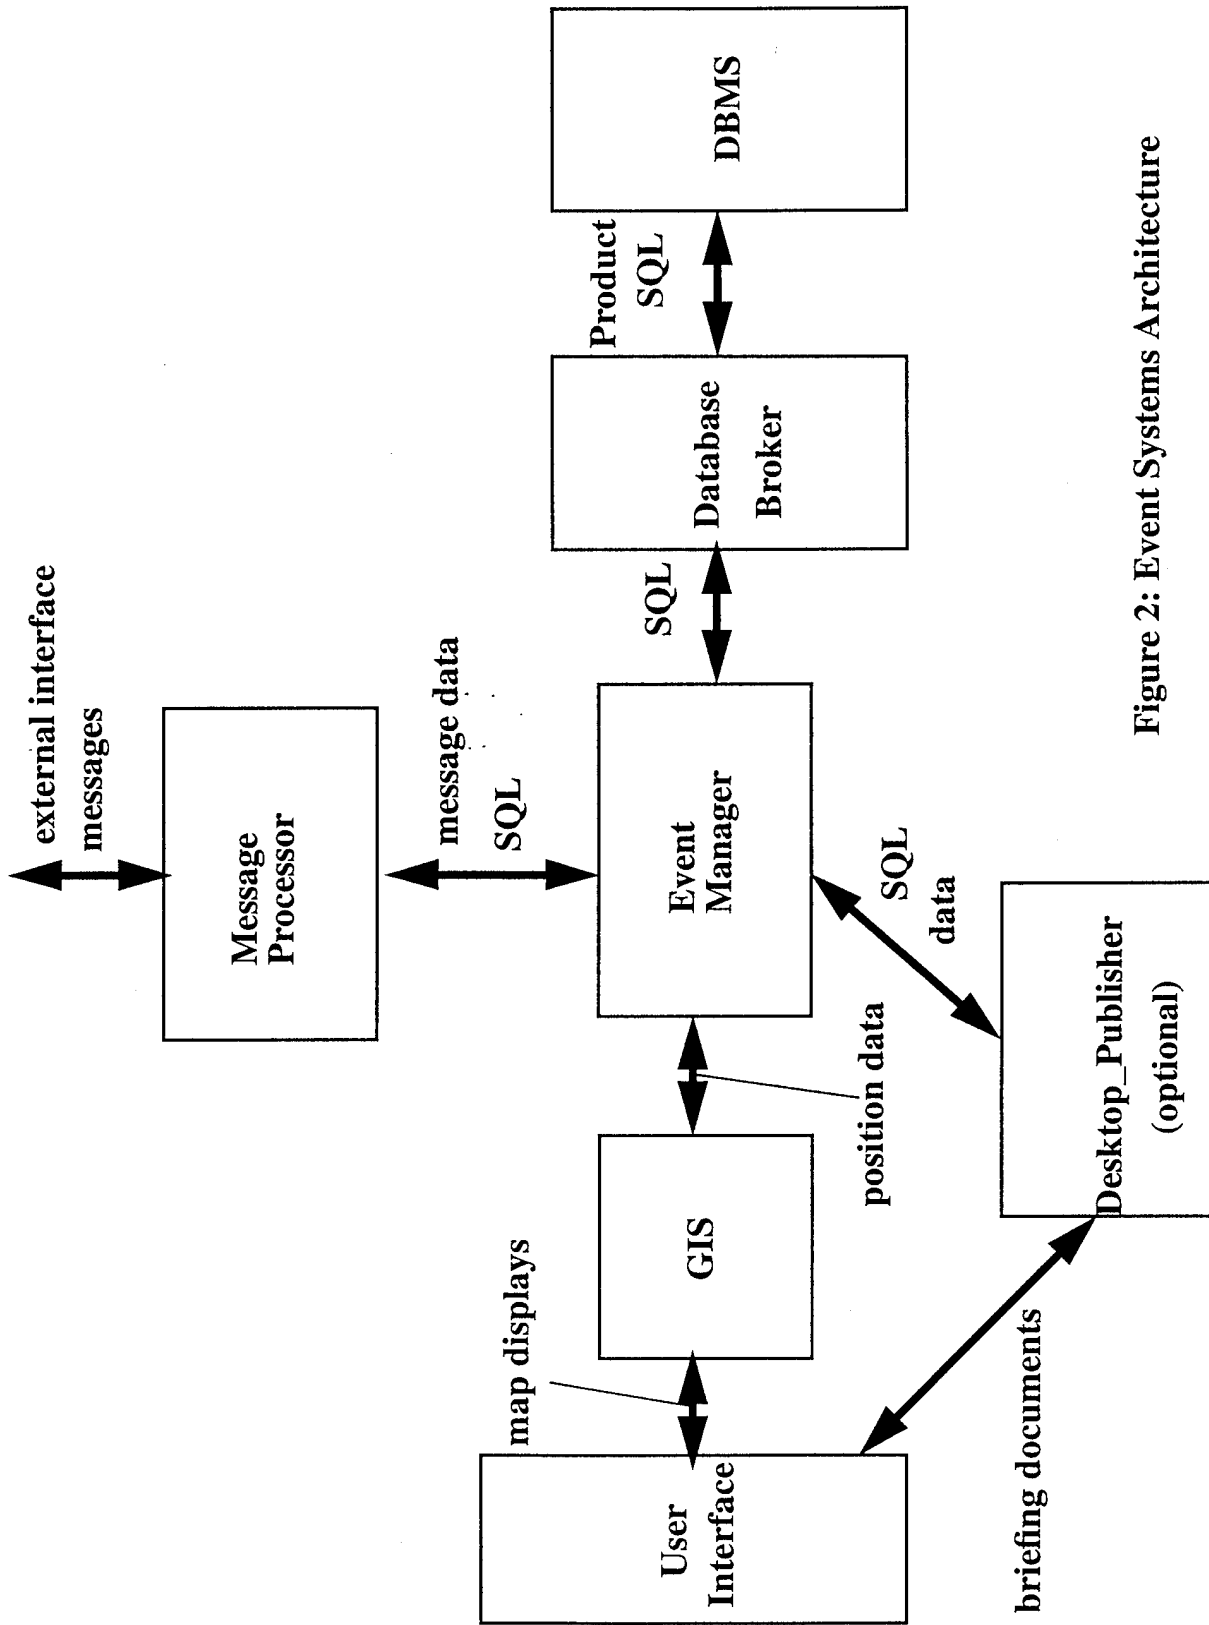 external interface
messages
Message
Processor
message data
SQL
map displays
User
Interface
GIS
Event
Manager
SQL
Database
Broker
Product
SQL
DBMS
position data
SQL
data
briefing documents
Desktop_Publisher
(optional)
Figure 2: Event Systems Architecture